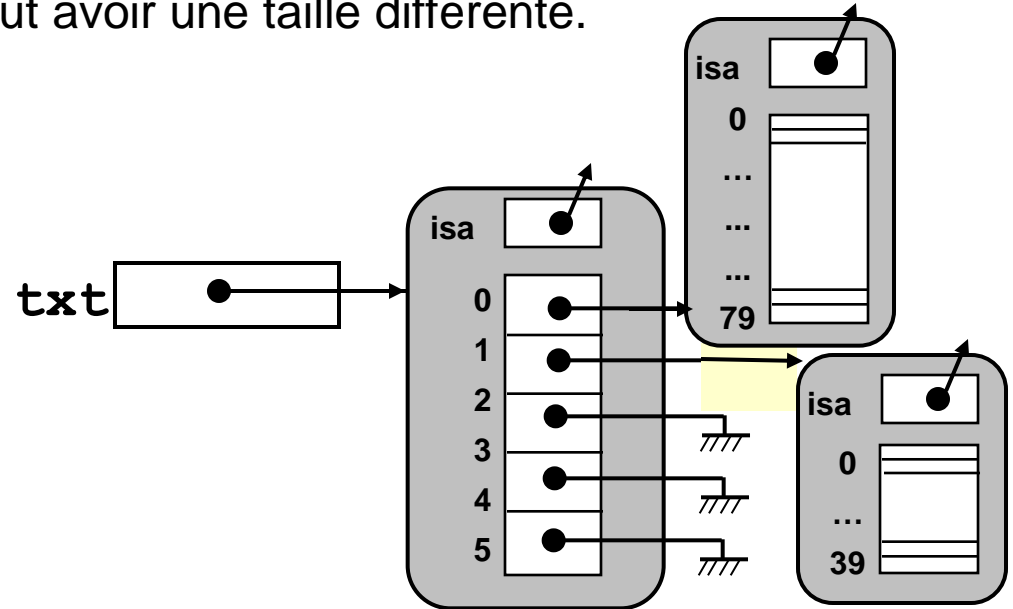 ut avoir une taille différente.
isa
0
…
...
...
79
isa
txt
0
1
2
3
4
5
isa
0
…
39